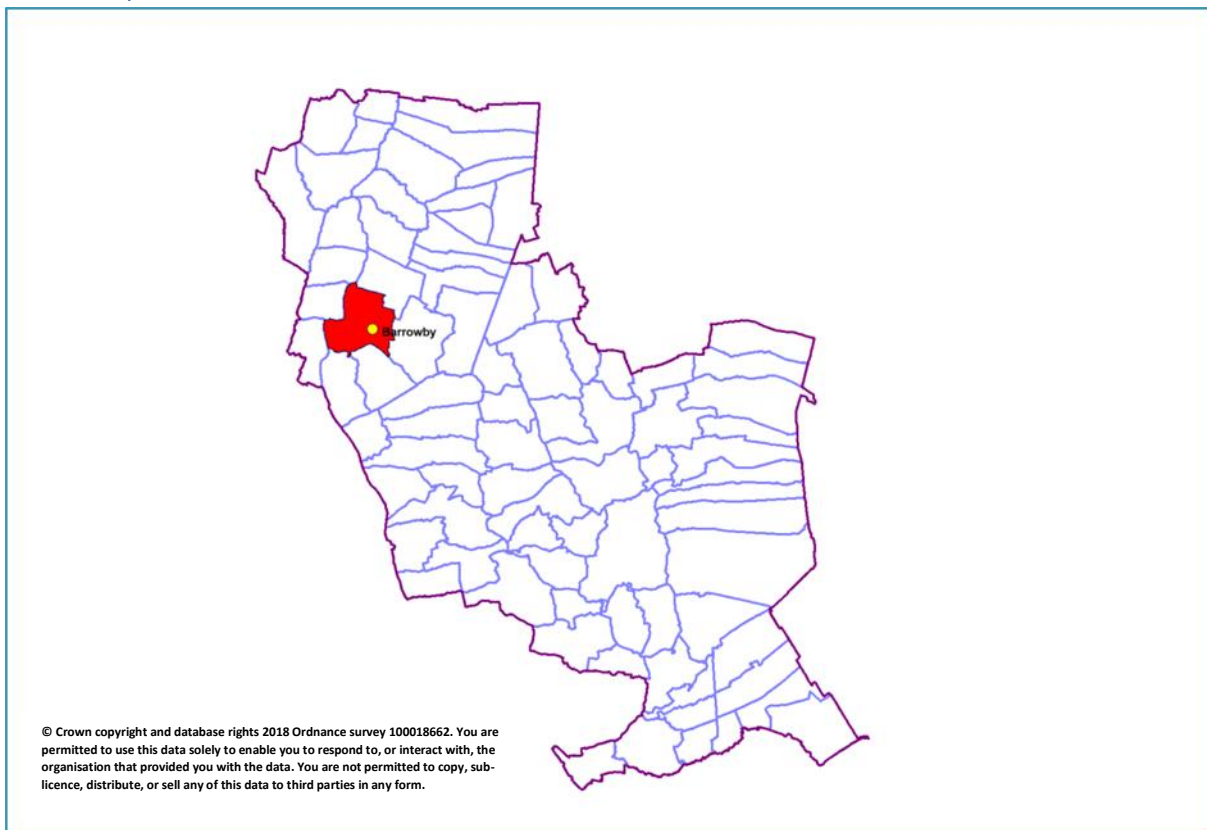 Barrowby
© Crown copyright and database rights 2018 Ordnance survey 100018662. You are
permitted to use this data solely to enable you to respond to, or interact with, the
organisation that provided you with the data. You are not permitted to copy, sub-
licence, distribute, or sell any of this data to third parties in any form.